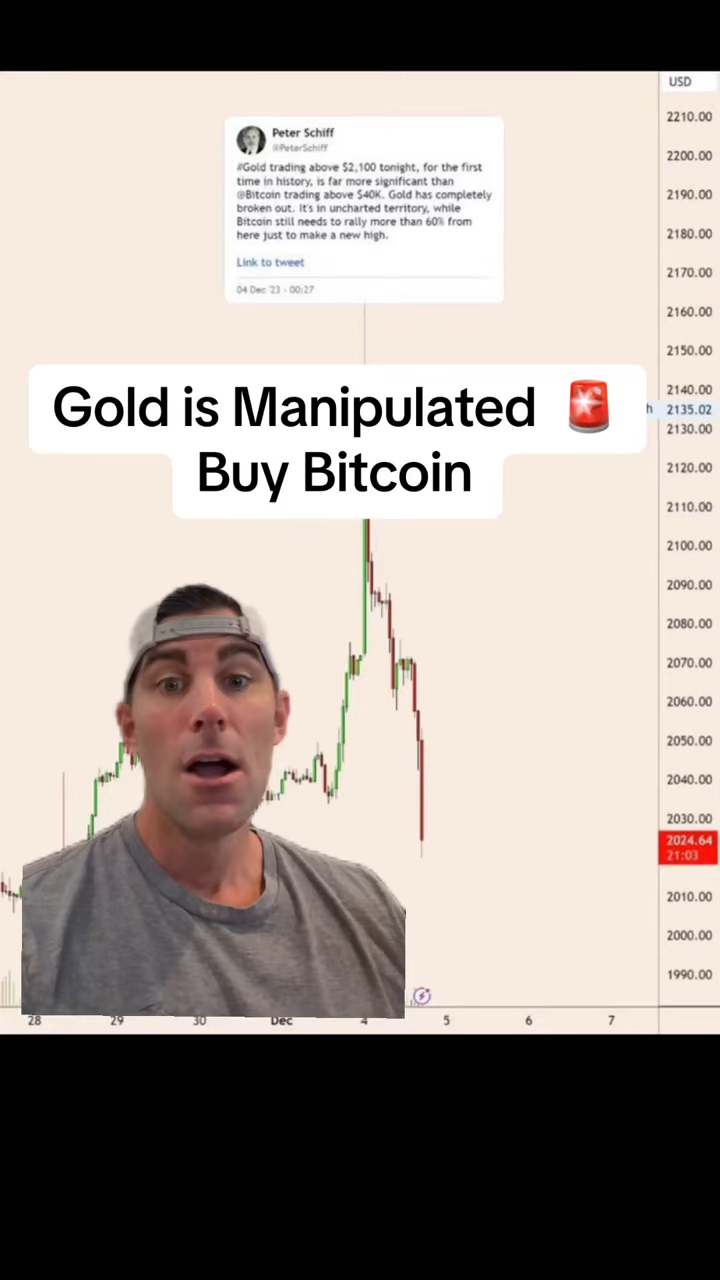 USD
Peter Schiff
@PeterSchiff
#Gold trading above $2,100 tonight, for the first
time in history, is far more significant than
@Bitcoin trading above $40K. Gold has completely
broken out. It's in uncharted territory, while
Bitcoin still needs to rally more than 60% from
here just to make a new high.
Link to tweet
04 Dec '23 - 00:27
Gold is Manipulated 🚨
Buy Bitcoin
2210.00
2200.00
2190.00
2180.00
2170.00
2160.00
2150.00
2140.00
h 2135.02
2130.00
2120.00
2110.00
2100.00
2090.00
2080.00
2070.00
2060.00
2050.00
2040.00
2030.00
2024.64
21:03
2010.00
2000.00
1990.00
28 29 30 Dec 4 5 6 7